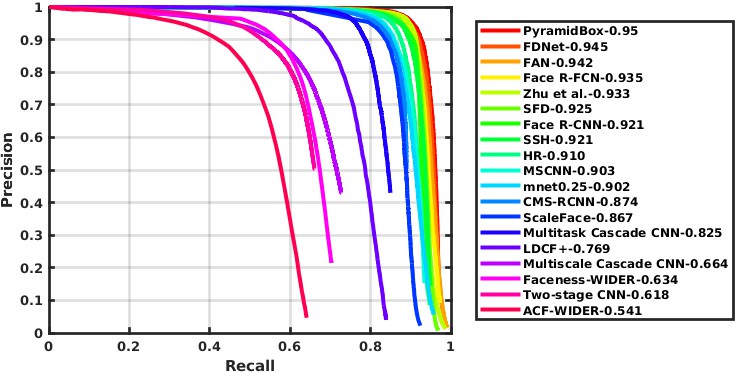 1
0.9
0.8
0.7
0.6
0.5
0.4
0.3
0.2
0.1
0
Precision
0
0.2
0.4
0.6
0.8
1
Recall
PyramidBox-0.95
FDNet-0.945
FAN-0.942
Face R-FCN-0.935
Zhu et al.-0.933
SFD-0.925
Face R-CNN-0.921
SSH-0.921
HR-0.910
MSCNN-0.903
mnet0.25-0.902
CMS-RCNN-0.874
ScaleFace-0.867
Multitask Cascade CNN-0.825
LDCF+-0.769
Multiscale Cascade CNN-0.664
Faceness-WIDER-0.634
Two-stage CNN-0.618
ACF-WIDER-0.541